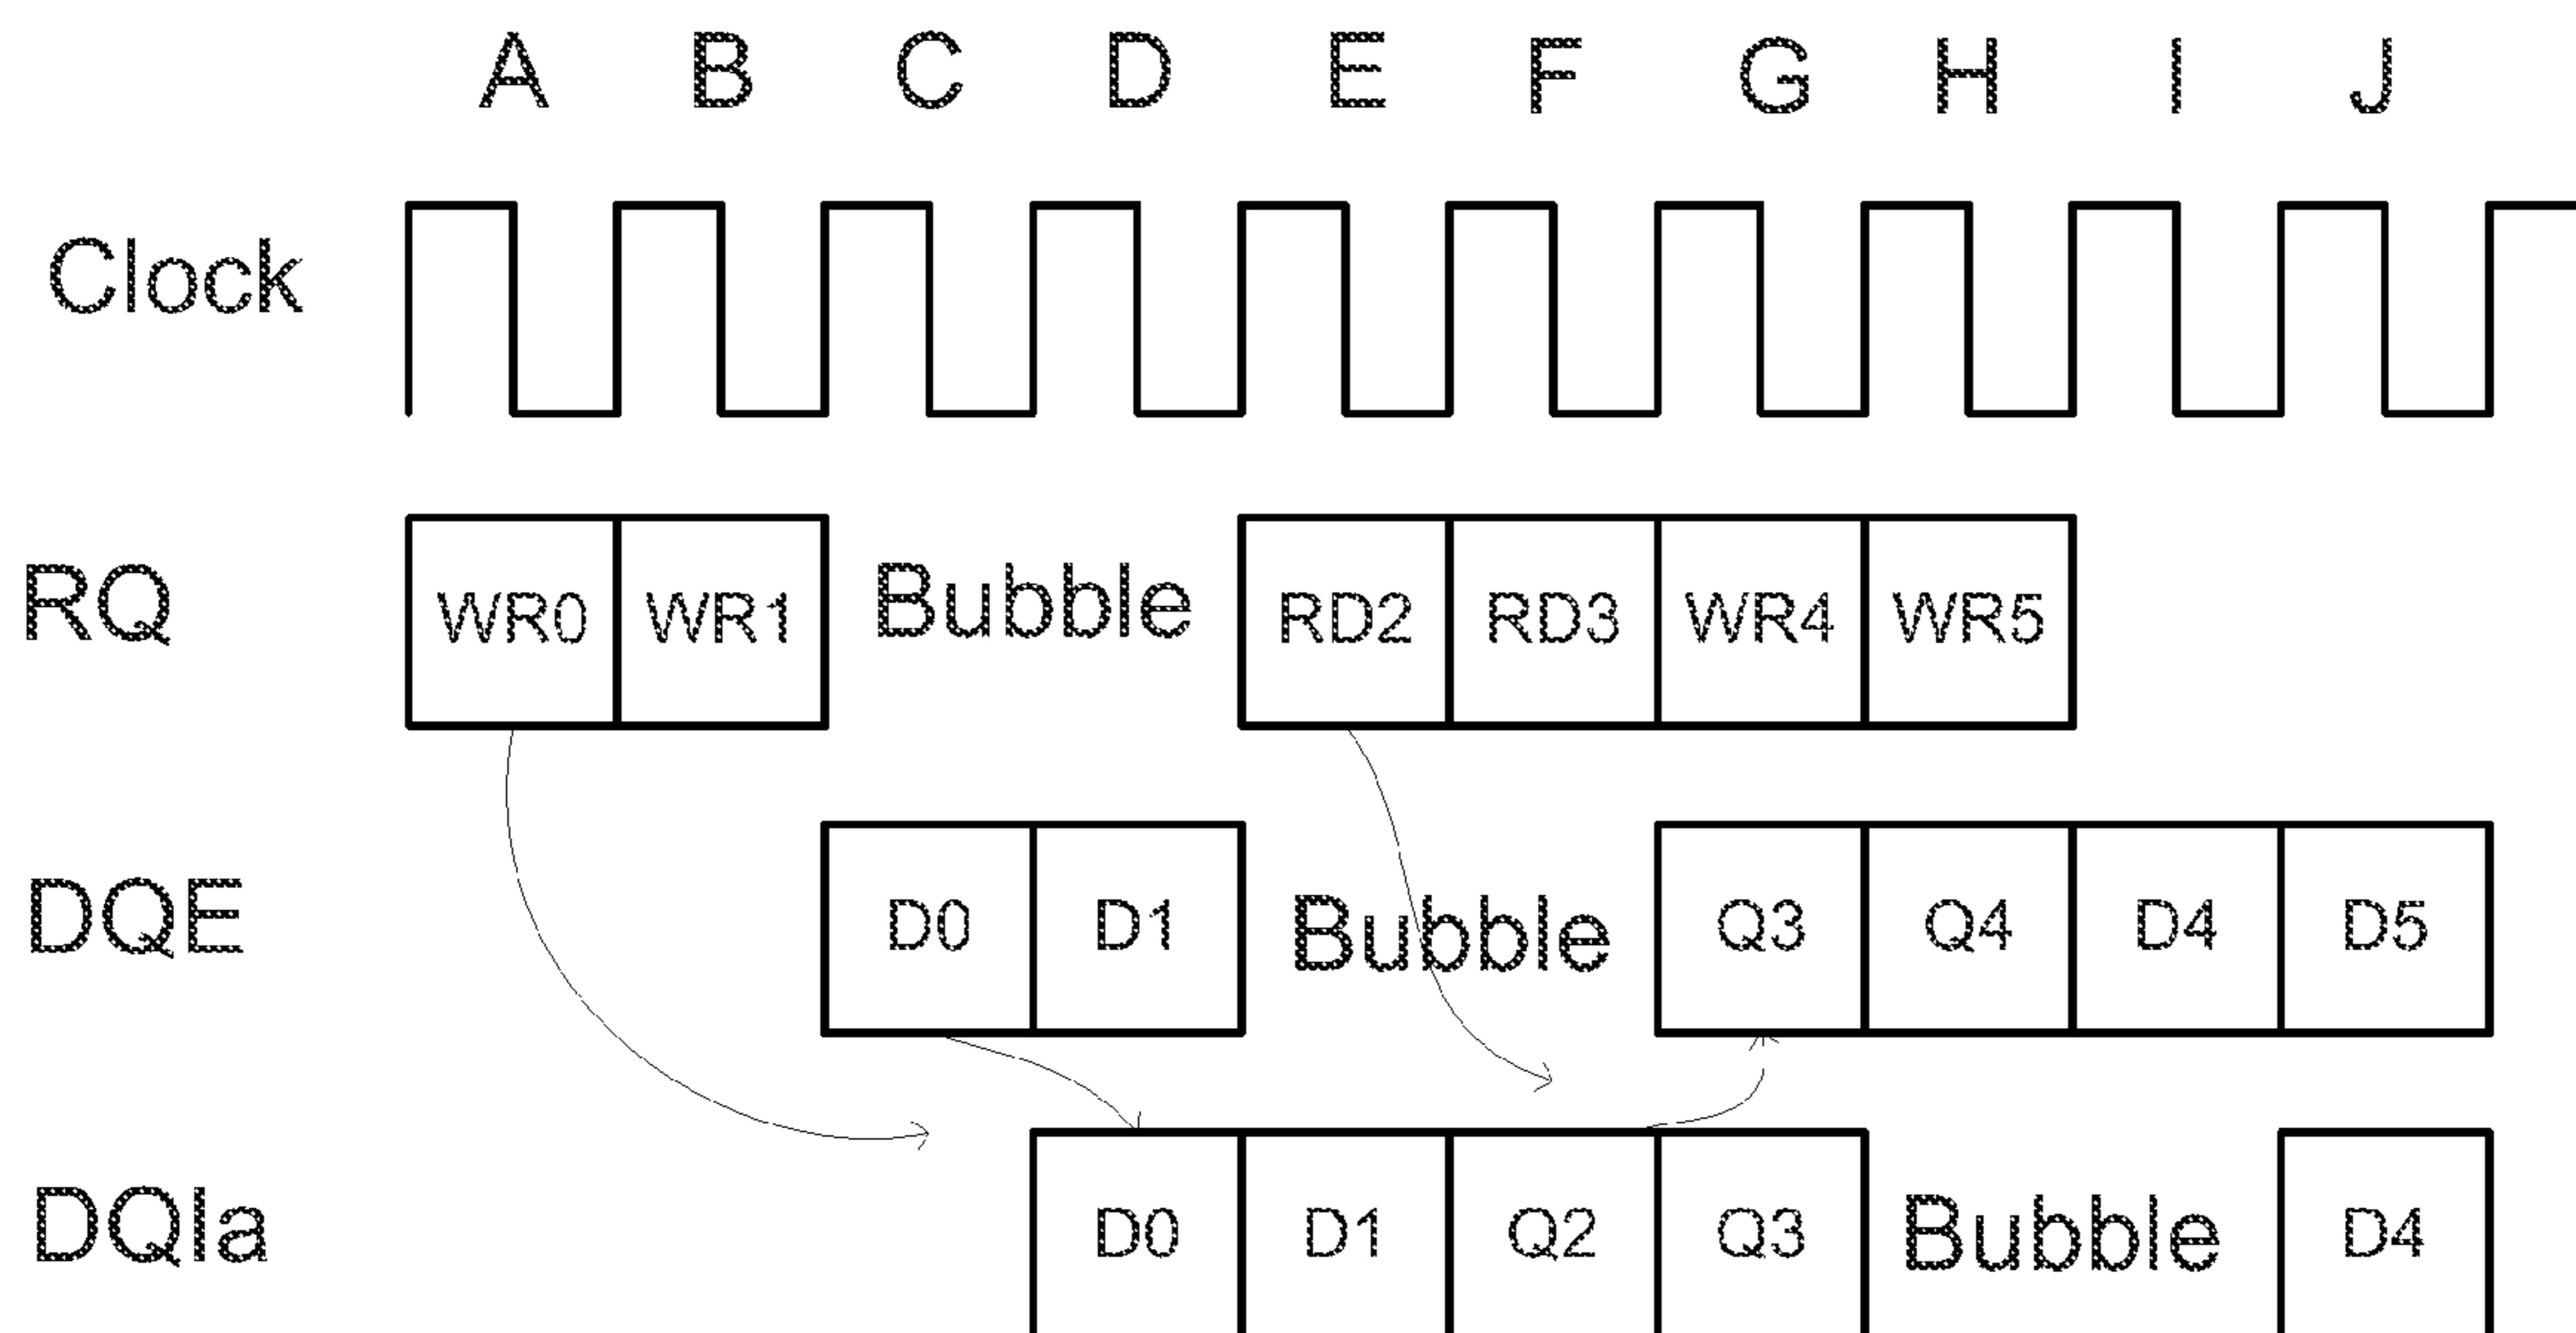 A B C D E F G H I J
Clock
RQ WR0 WR1 Bubble RD2 RD3 WR4 WR5
DQE D0 D1 Bubble Q3 Q4 D4 D5
DQIa D0 D1 Q2 Q3 Bubble D4